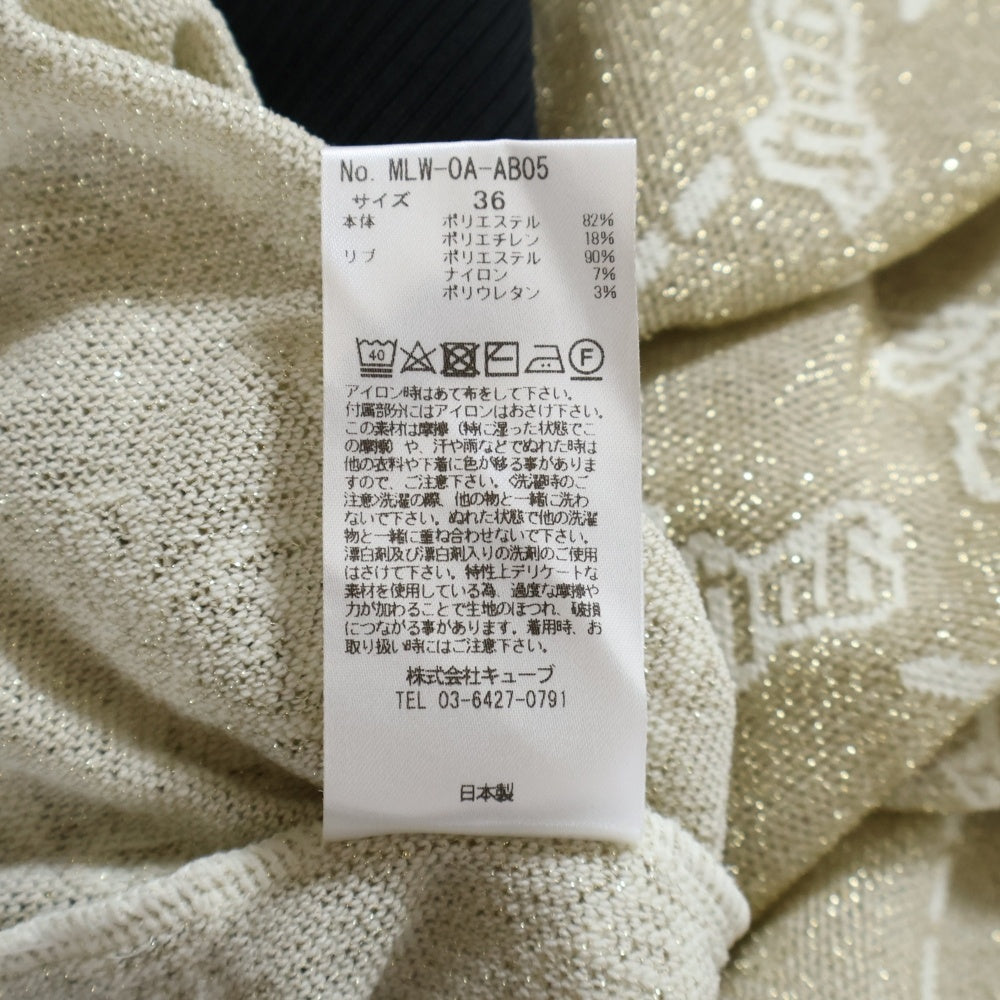 No. MLW-OA-AB05
サイズ 36
本体 ポリエステル 82%
ポリエチレン 18%
リブ ポリエステル 90%
ナイロン 7%
ポリウレタン 3%
40 F
アイロン時はあて布をして下さい。
付属部分にはアイロンはおさけ下さい。
この素材は摩擦（特に湿った状態でこ
の摩擦）や、汗や雨などでぬれた時は
他の衣料や下着に色が移る事がありま
すので、ご注意下さい。〈洗濯時のご
注意〉洗濯の際、他の物と一緒に洗わ
ないで下さい。ぬれた状態で他の洗濯
物と一緒に重ね合わせないで下さい。
漂白剤及び漂白剤入りの洗剤のご使用
はさけて下さい。特性上デリケートな
素材を使用している為、過度な摩擦や
力が加わることで生地のほつれ、破損
につながる事があります。着用時、お
取り扱い時にはご注意下さい。
株式会社キューブ
TEL 03-6427-0791
日本製